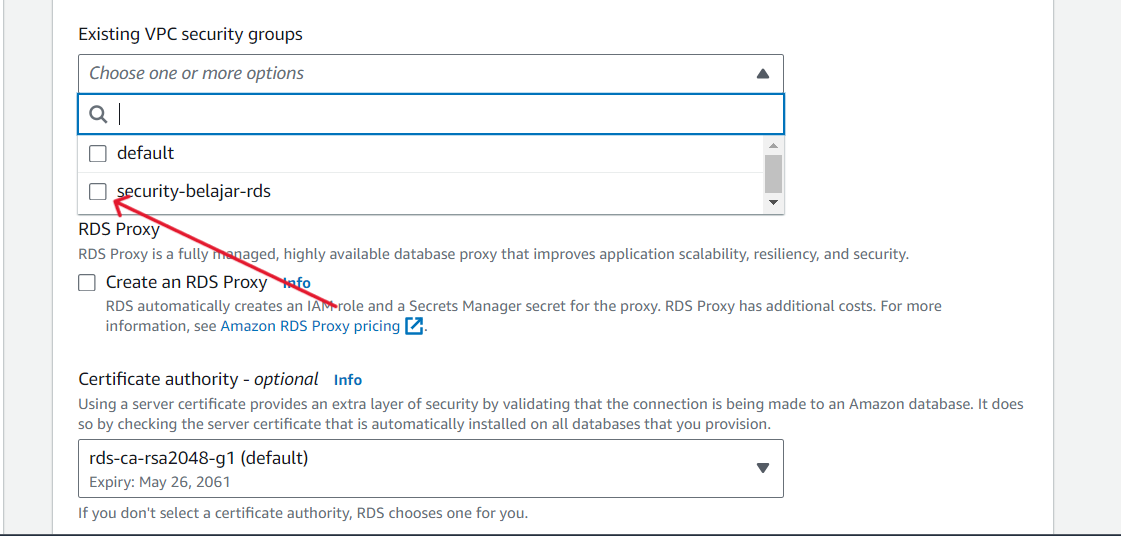 Existing VPC security groups
Choose one or more options
default
security-belajar-rds
RDS Proxy
RDS Proxy is a fully managed, highly available database proxy that improves application scalability, resiliency, and security.
Create an RDS Proxy Info
RDS automatically creates an IAM role and a Secrets Manager secret for the proxy. RDS Proxy has additional costs. For more
information, see Amazon RDS Proxy pricing.
Certificate authority - optional Info
Using a server certificate provides an extra layer of security by validating that the connection is being made to an Amazon database. It does
so by checking the server certificate that is automatically installed on all databases that you provision.
rds-ca-rsa2048-g1 (default)
Expiry: May 26, 2061
If you don't select a certificate authority, RDS chooses one for you.